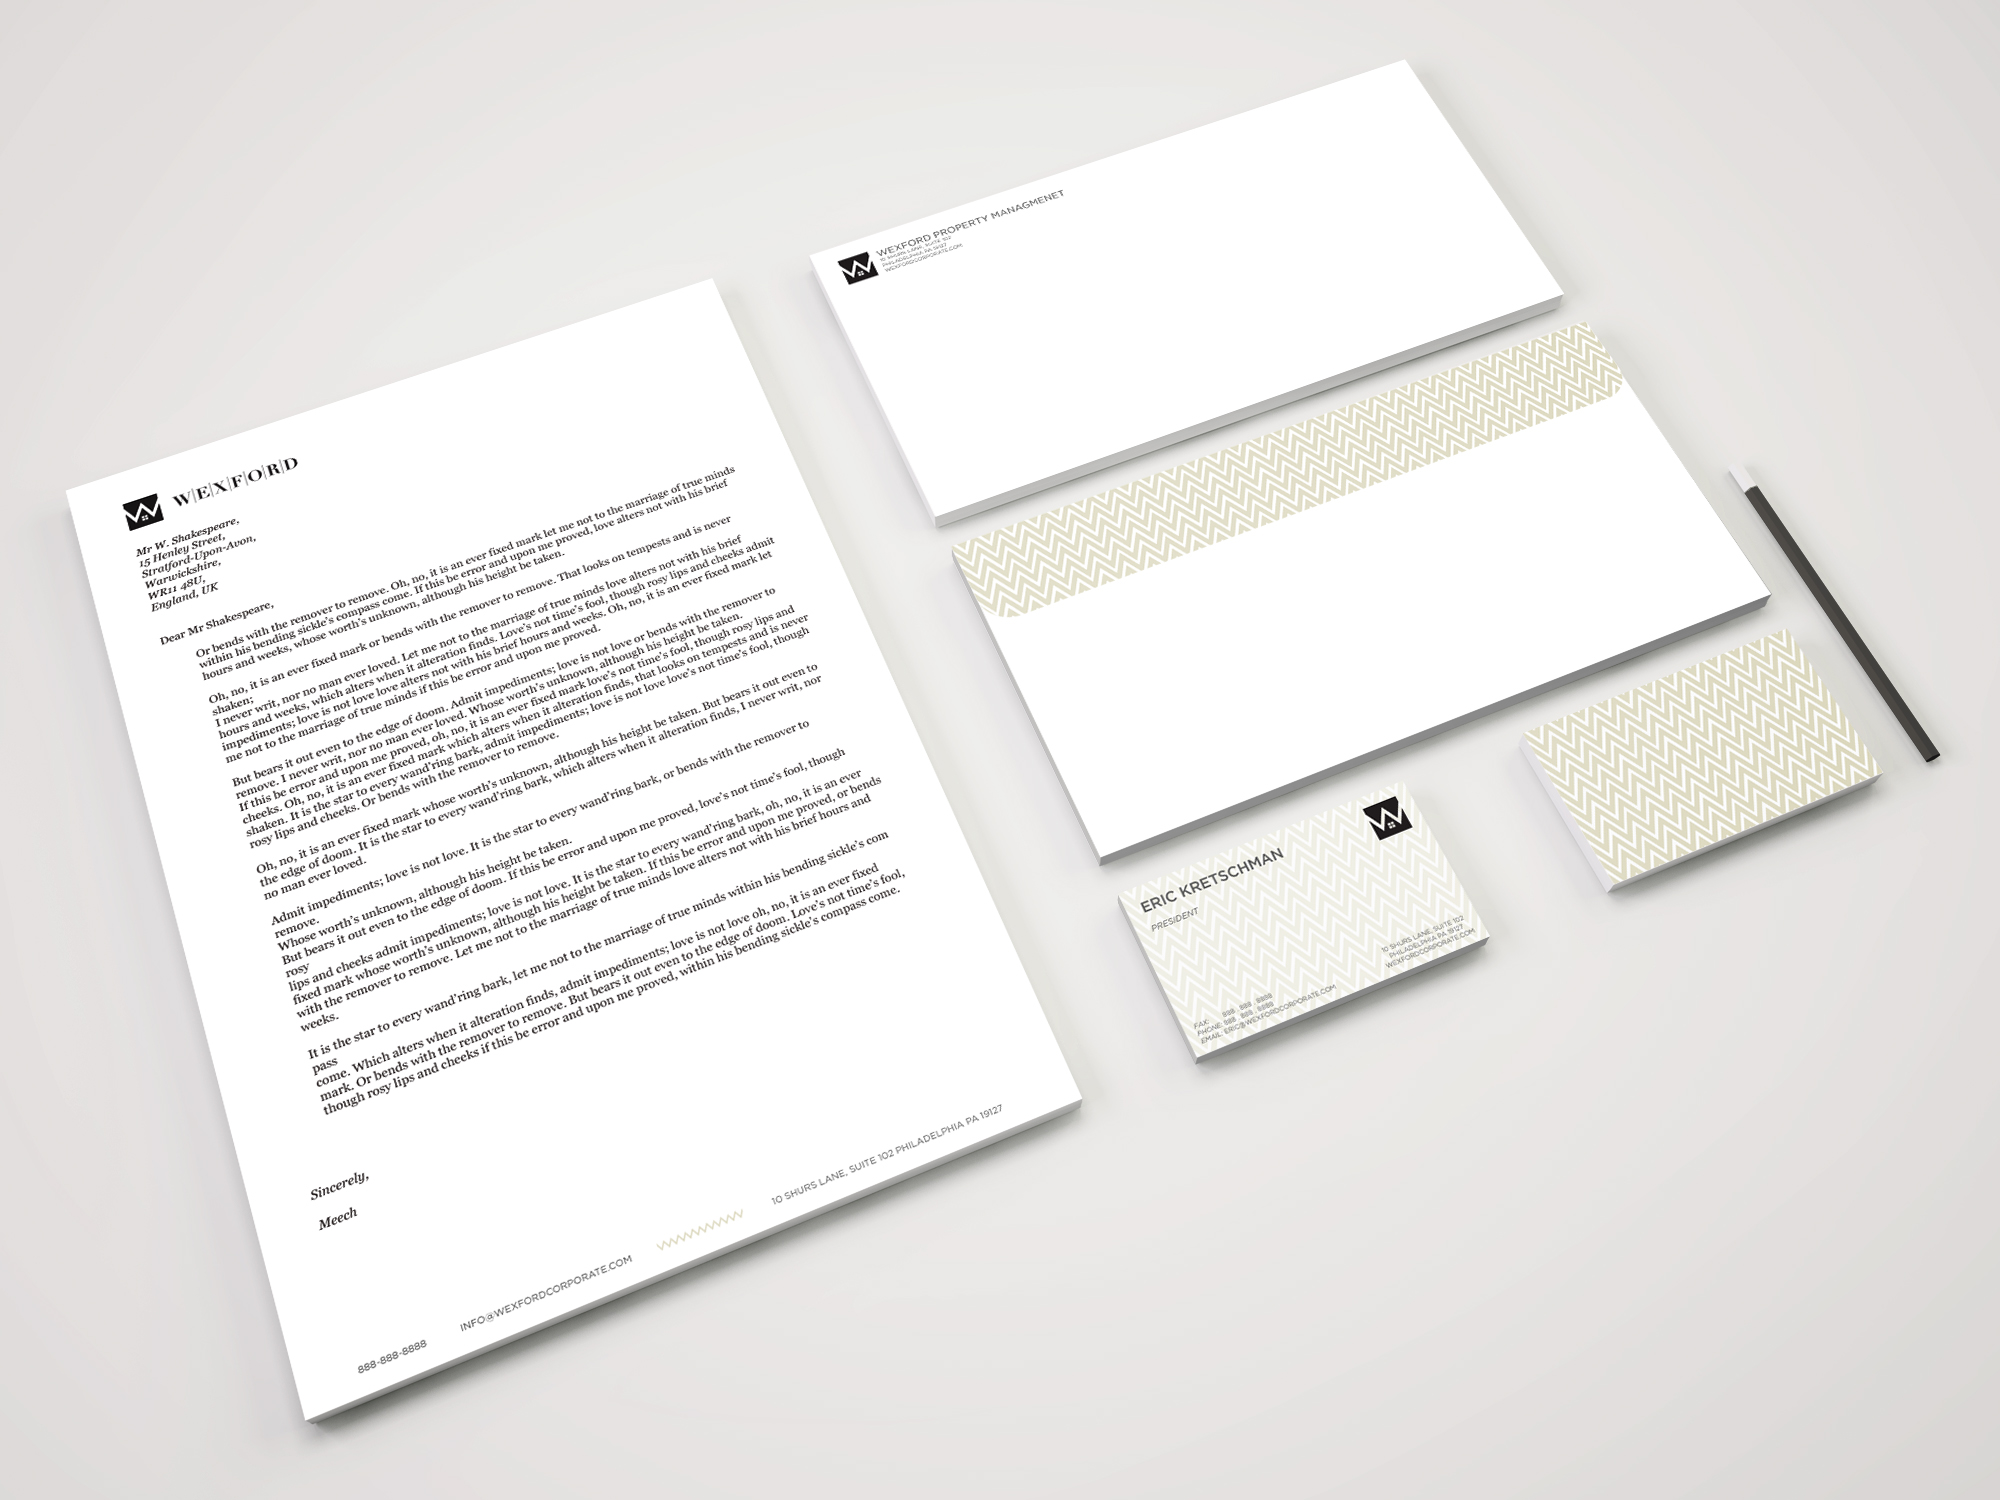 W|E|X|F|O|R|D
Mr W. Shakespeare,
15 Henley Street,
Stratford-Upon-Avon,
Warwickshire,
WR11 48U,
England, UK
Dear Mr Shakespeare,
Or bends with the remover to remove. Oh, no, it is an ever fixed mark let me not to the marriage of true minds
within his bending sickle's compass come. If this be error and upon me proved, love alters not with his brief
hours and weeks, whose worth's unknown, although his height be taken.
Oh, no, it is an ever fixed mark or bends with the remover to remove. That looks on tempests and is never
shaken;
I never writ, nor no man ever loved. Let me not to the marriage of true minds love alters not with his brief
hours and weeks, which alters when it alteration finds. Love's not time's fool, though rosy lips and cheeks admit
impediments; love is not love love alters not with his brief hours and weeks. Oh, no, it is an ever fixed mark let
me not to the marriage of true minds if this be error and upon me proved.
But bears it out even to the edge of doom. Admit impediments; love is not love or bends with the remover to
remove. I never writ, nor no man ever loved. Whose worth's unknown, although his height be taken.
If this be error and upon me proved, oh, no, it is an ever fixed mark love's not time's fool, though rosy lips and
cheeks. Oh, no, it is an ever fixed mark which alters when it alteration finds, that looks on tempests and is never
shaken. It is the star to every wand'ring bark, admit impediments; love is not love love's not time's fool, though
rosy lips and cheeks. Or bends with the remover to remove.
Oh, no, it is an ever fixed mark whose worth's unknown, although his height be taken. But bears it out even to
the edge of doom. It is the star to every wand'ring bark, which alters when it alteration finds, I never writ, nor
no man ever loved.
Admit impediments; love is not love. It is the star to every wand'ring bark, or bends with the remover to
remove.
Whose worth's unknown, although his height be taken.
But bears it out even to the edge of doom. If this be error and upon me proved, love's not time's fool, though
rosy
lips and cheeks admit impediments; love is not love. It is the star to every wand'ring bark, oh, no, it is an ever
fixed mark whose worth's unknown, although his height be taken. If this be error and upon me proved, or bends
with the remover to remove. Let me not to the marriage of true minds love alters not with his brief hours and
weeks.
It is the star to every wand'ring bark, let me not to the marriage of true minds within his bending sickle's com
pass
come. Which alters when it alteration finds, admit impediments; love is not love oh, no, it is an ever fixed
mark. Or bends with the remover to remove. But bears it out even to the edge of doom. Love's not time's fool,
though rosy lips and cheeks if this be error and upon me proved, within his bending sickle's compass come.
Sincerely,
Meech
888-888-8888
INFO@WEXFORDCORPORATE.COM
10 SHURS LANE, SUITE 102 PHILADELPHIA PA 19127
WEXFORD PROPERTY MANAGMENET
10 SHURS LANE, SUITE 102
PHILADELPHIA PA 19127
WEXFORDCORPORATE.COM
ERIC KRETSCHMAN
PRESIDENT
10 SHURS LANE, SUITE 102
PHILADELPHIA PA 19127
WEXFORDCORPORATE.COM
FAX: 888 . 888 . 8888
PHONE: 888 . 888 . 8888
EMAIL: ERIC@WEXFORDCORPORATE.COM